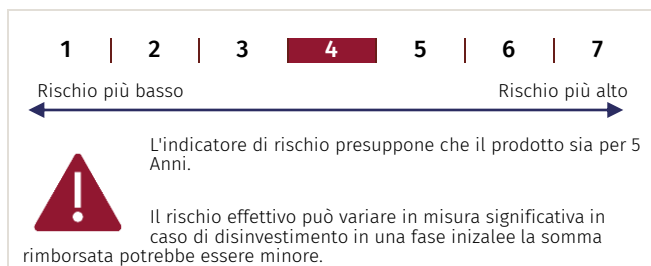 1 2 3 4 5 6 7
Rischio più basso Rischio più alto
L'indicatore di rischio presuppone che il prodotto sia per 5
Anni.
Il rischio effettivo può variare in misura significativa in
caso di disinvestimento in una fase inizalee la somma
rimborsata potrebbe essere minore.